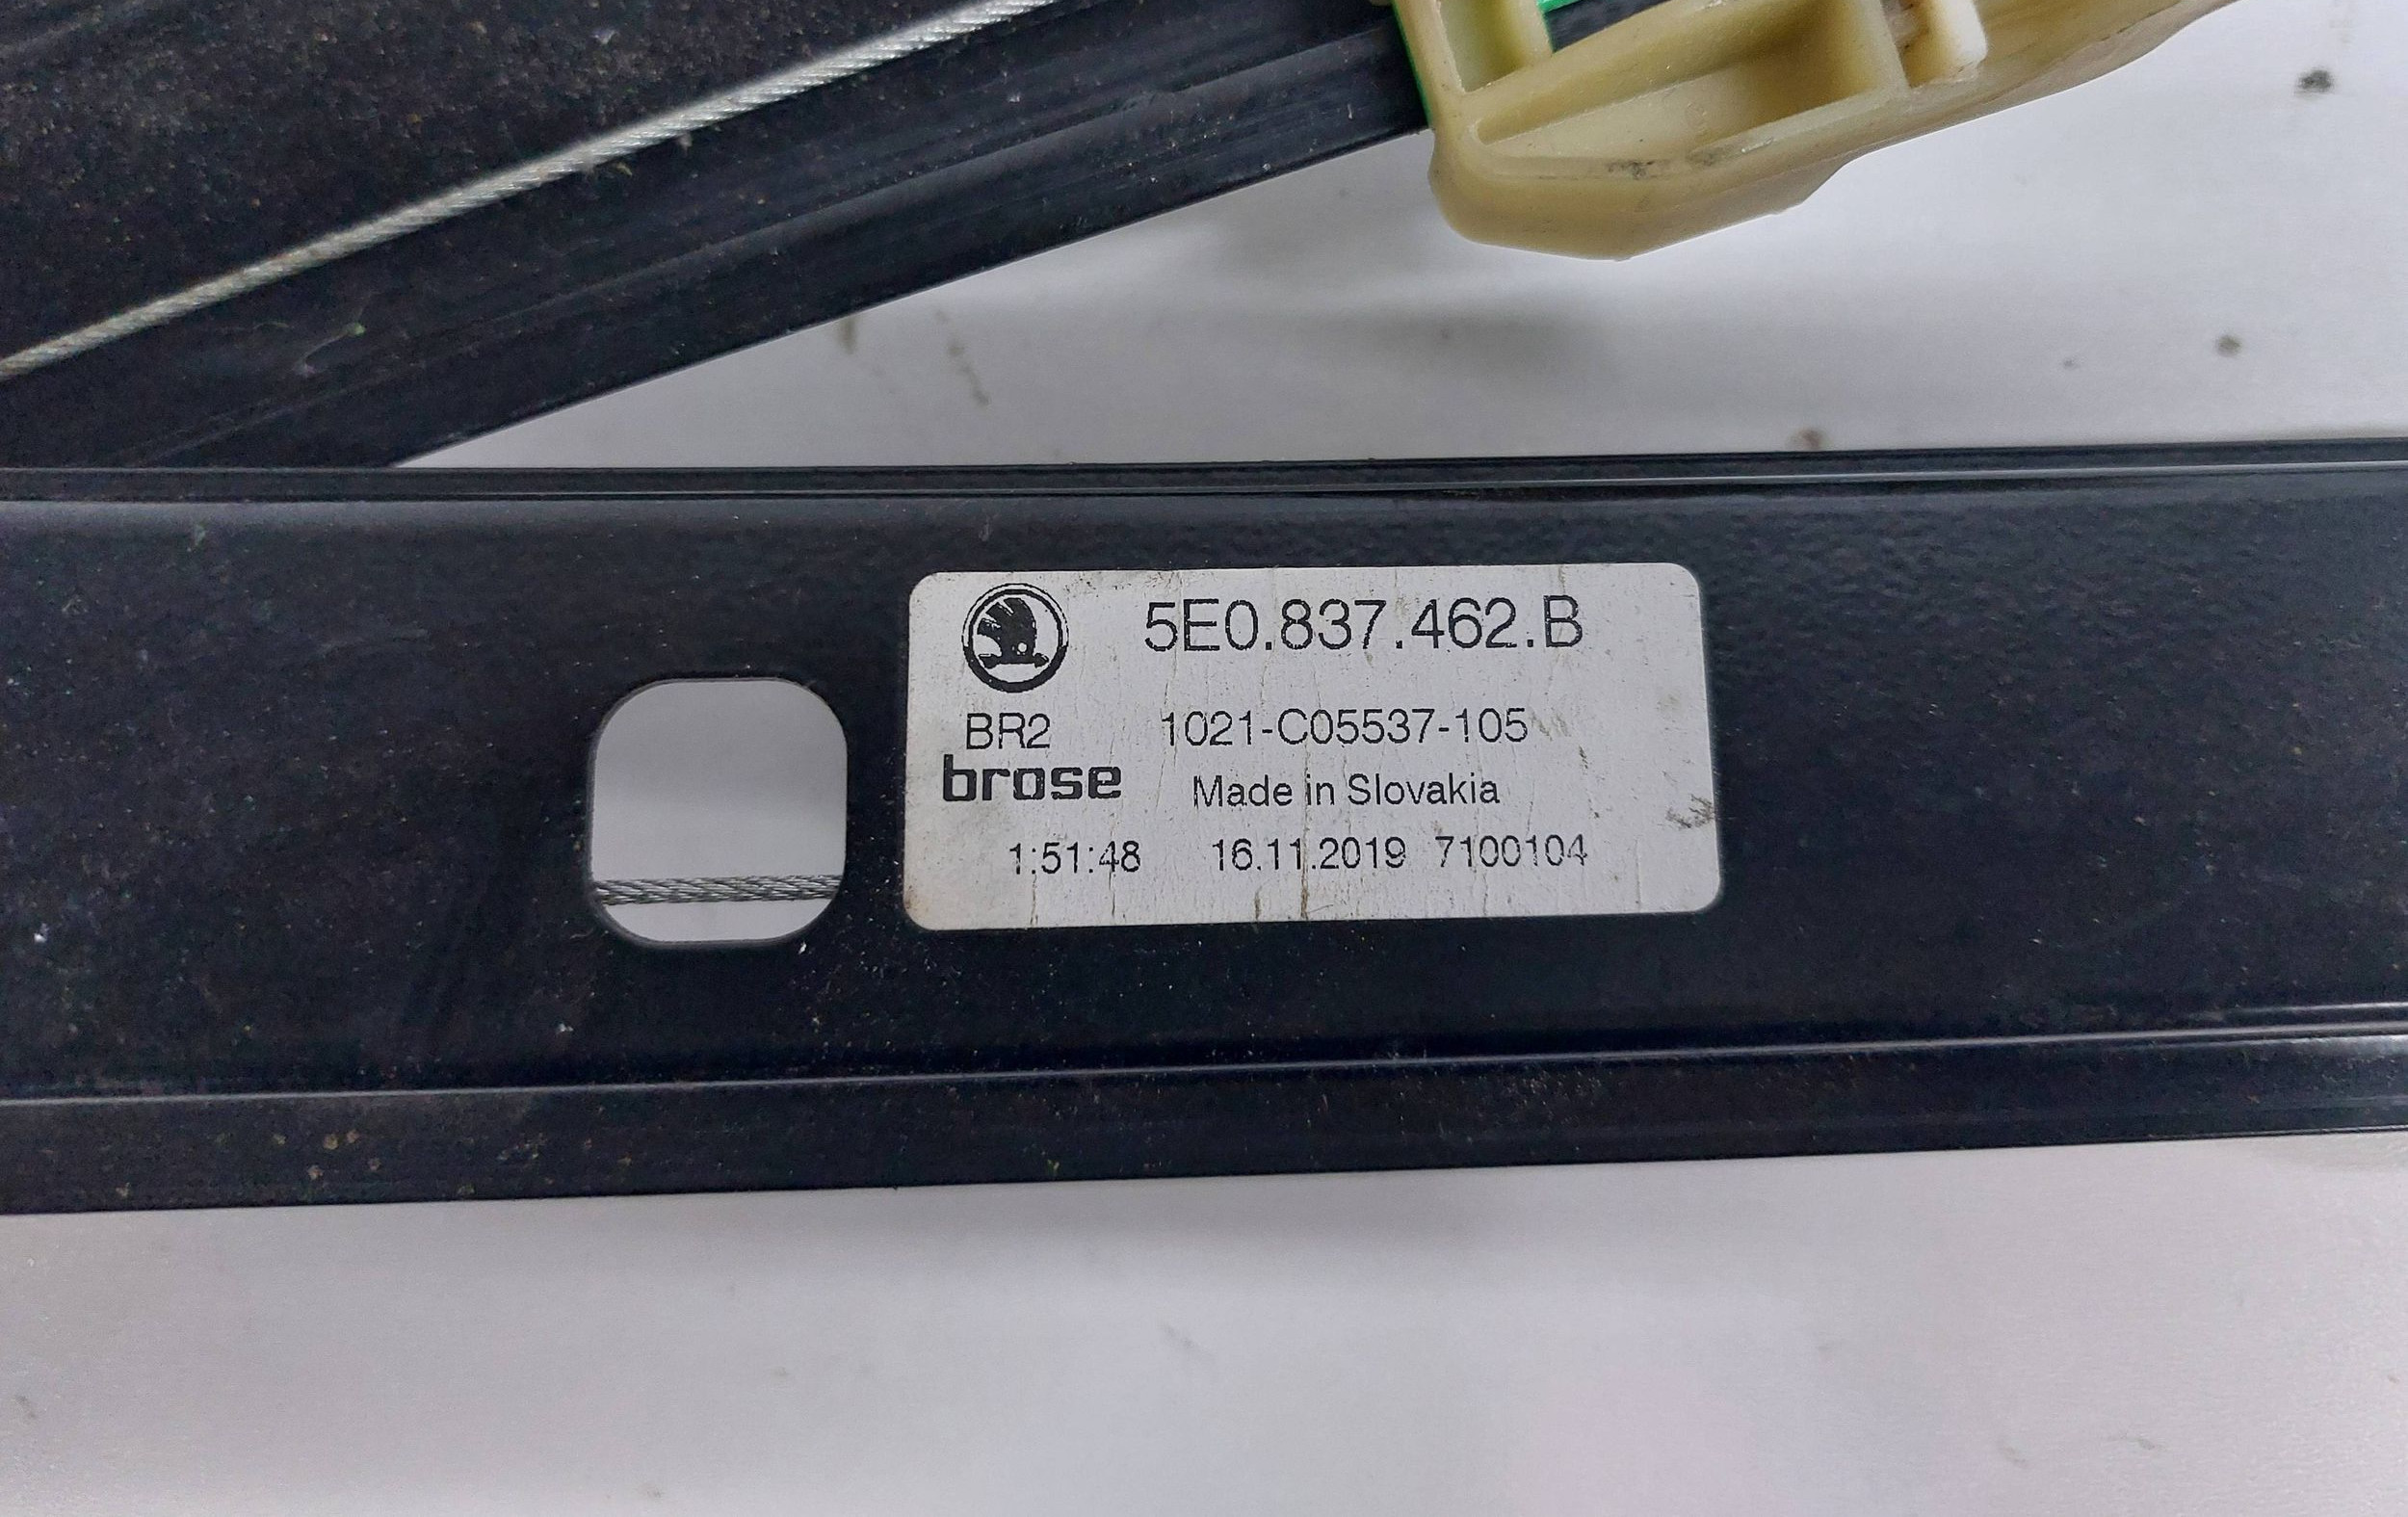 5E0.837.462.B
BR2 1021-C05537-105
brose Made in Slovakia
1:51:48 16.11.2019 7100104